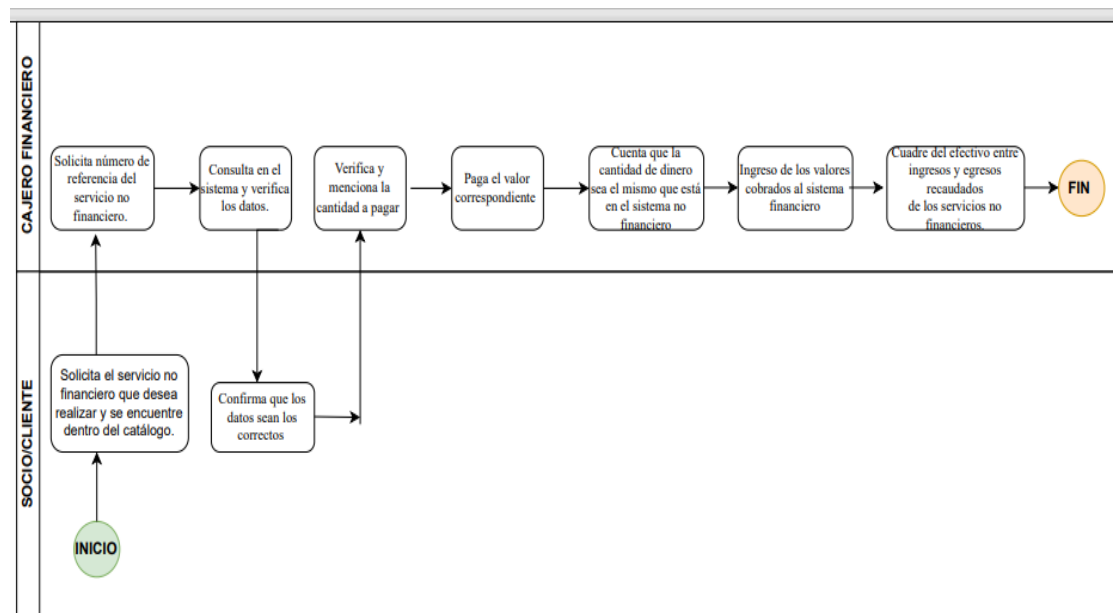 CAJERO FINANCIERO
Solicita número de
referencia del
servicio no
financiero.
Consulta en el
sistema y verifica
los datos.
Verifica y
menciona la
cantidad a pagar
Paga el valor
correspondiente
Cuenta que la
cantidad de dinero
sea el mismo que está
en el sistema no
financiero
Ingreso de los valores
cobrados al sistema
financiero
Cuadre del efectivo entre
ingresos y egresos
recaudados
de los servicios no
financieros.
FIN
SOCIO/CLIENTE
Solicita el servicio no
financiero que desea
realizar y se encuentre
dentro del catálogo.
Confirma que los
datos sean los
correctos
INICIO